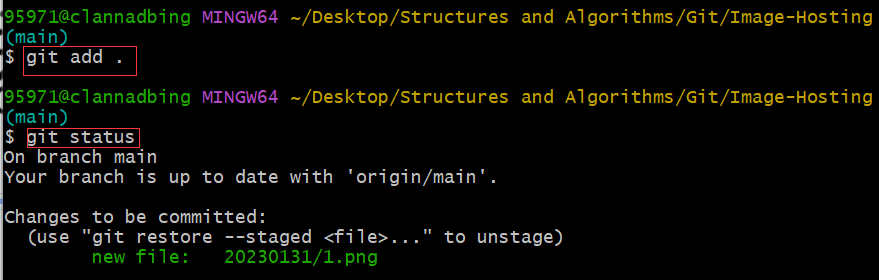 95971@clannadbing MINGW64 ~/Desktop/Structures and Algorithms/Git/Image-Hosting
(main)
$ git add .
95971@clannadbing MINGW64 ~/Desktop/Structures and Algorithms/Git/Image-Hosting
(main)
$ git status
On branch main
Your branch is up to date with 'origin/main'.
Changes to be committed:
  (use "git restore --staged <file>..." to unstage)
        new file:   20230131/1.png